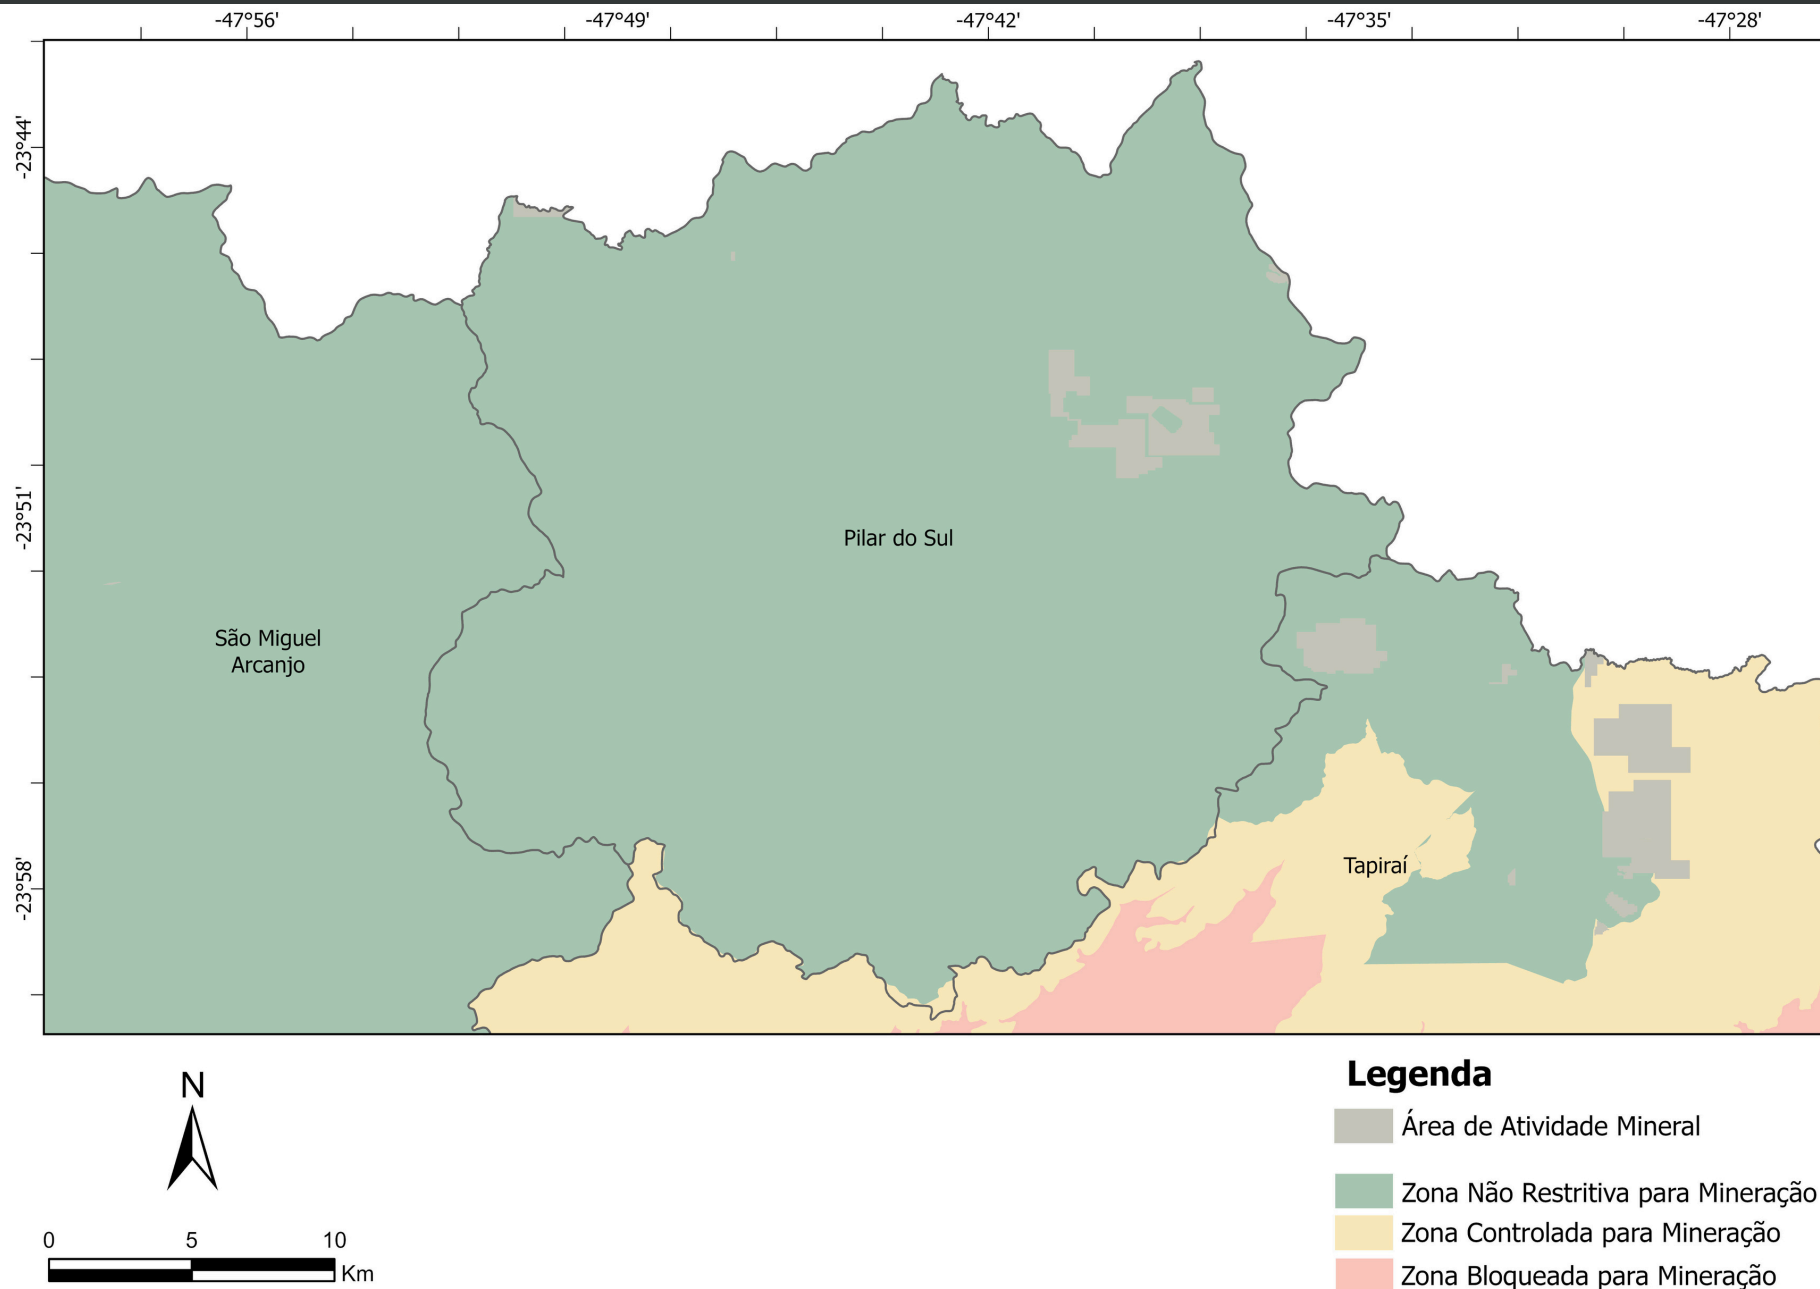 -47°56'
-47°49'
-47°42'
-47°35'
-47°28'
-23°44'
-23°51'
-23°58'
Pilar do Sul
São Miguel
Arcanjo
Tapiraí
N
0 5 10
Km
Legenda
Área de Atividade Mineral
Zona Não Restritiva para Mineração
Zona Controlada para Mineração
Zona Bloqueada para Mineração